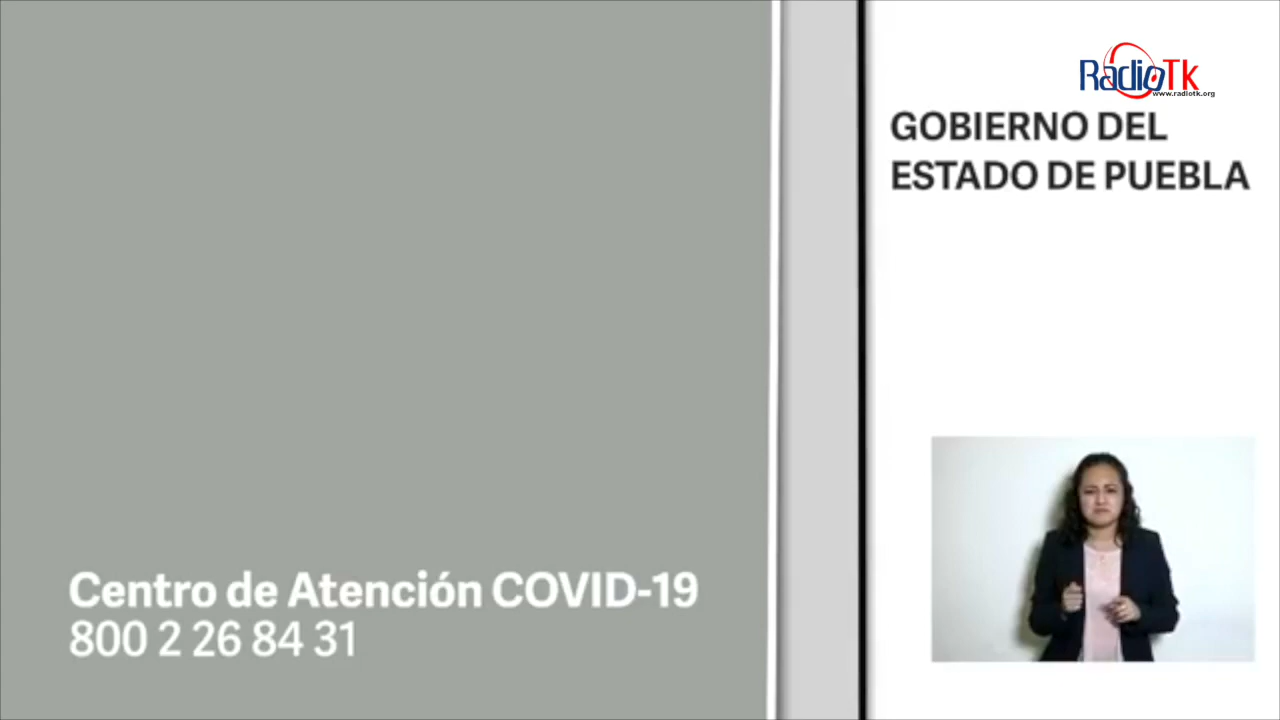 RadioTk
www.radiotk.org
GOBIERNO DEL
ESTADO DE PUEBLA
Centro de Atención COVID-19
800 2 26 84 31